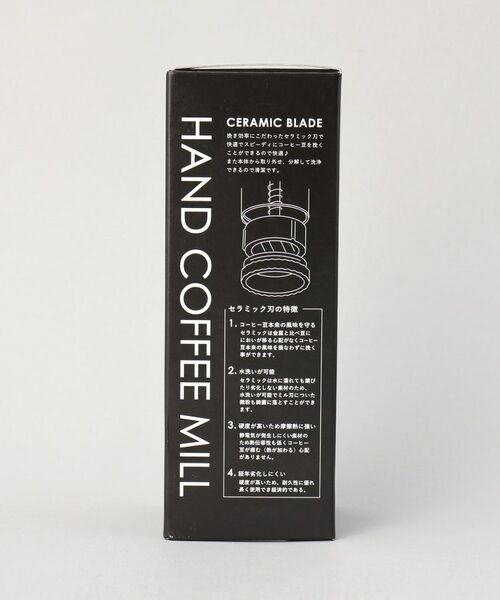 HAND COFFEE MILL
CERAMIC BLADE
挽き効率にこだわったセラミック刃で
快適でスピーディにコーヒー豆を挽く
ことができるので快適♪
また本体から取り外せ、分解して洗浄
できるので清潔です。
セラミック刃の特徴
1. コーヒー豆本来の風味を守る
セラミックは金属と比べ豆に
におい移る心配がなくコーヒー
豆本来の風味を損なわずに挽く
事ができます。
2. 水洗いが可能
セラミックスは水に濡れても錆び
たり劣化しない素材のため、
水洗いが可能でミル刃についた
微粉も綺麗に落とすことができ
ます。
3. 硬度が高いため摩擦熱に強い
静電気が発生しにくい素材の
ため熱伝導性も低くコーヒー
豆が痛む（熱が加わる）心配
がありません。
4. 経年劣化しにくい
硬度が高いため、耐久性に優れ
長く使用でき経済的である。